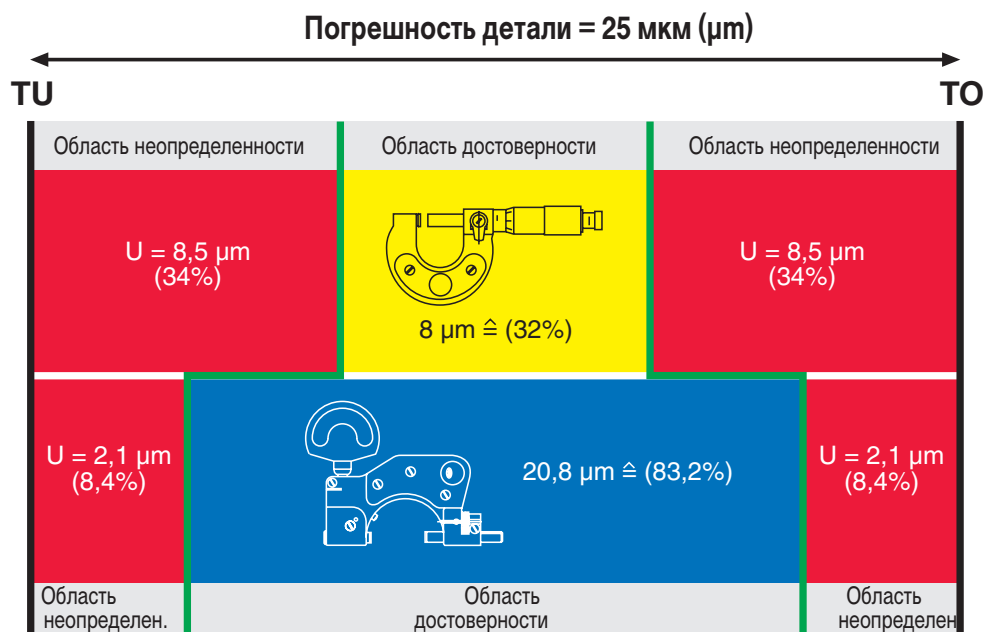 Погрешность детали = 25 мкм (µm)
TU
TO
Область неопределенности
Область достоверности
Область неопределенности
U = 8,5 µm
(34%)
8 µm ≙ (32%)
U = 8,5 µm
(34%)
U = 2,1 µm
(8,4%)
20,8 µm ≙ (83,2%)
U = 2,1 µm
(8,4%)
Область
неопределен.
Область
достоверности
Область
неопределен